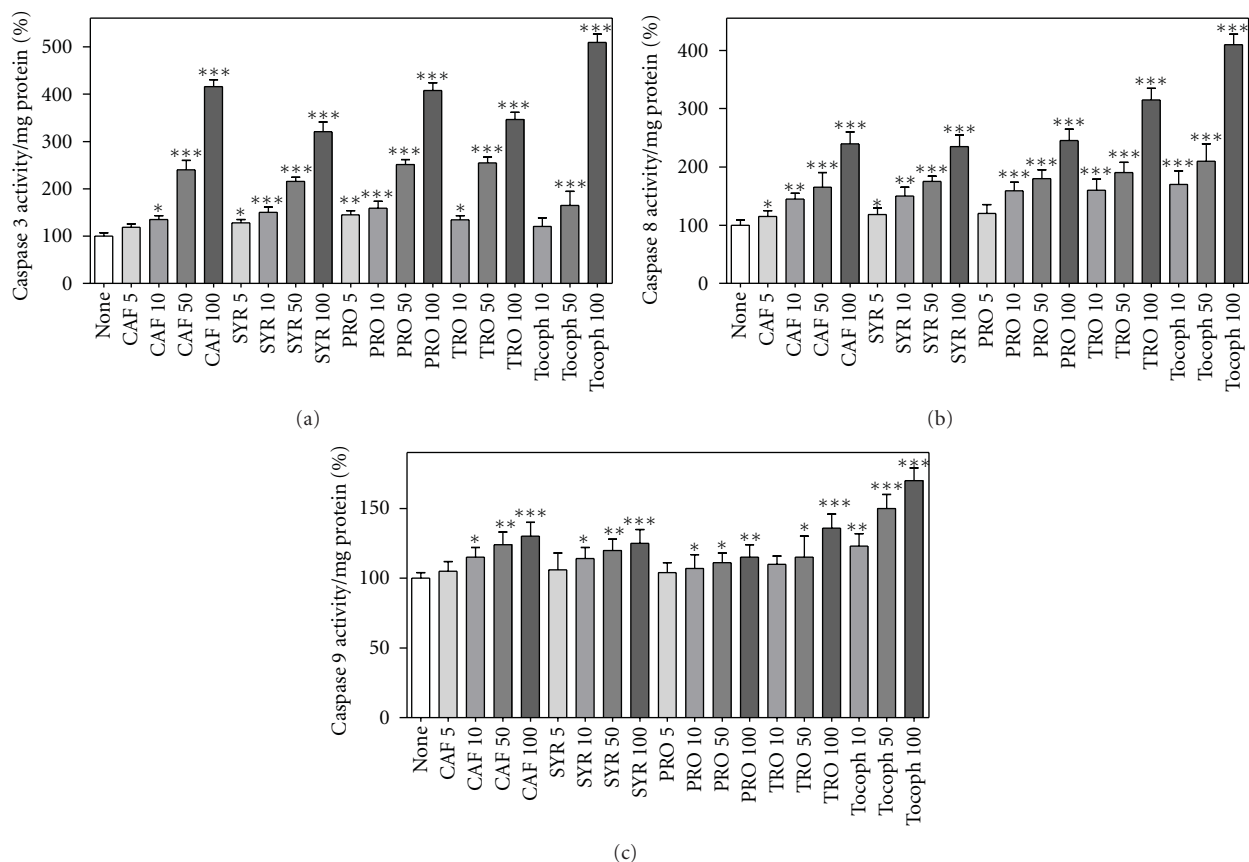 Caspase 3 activity/mg protein (%)
500
400
300
200
100
0
*
***
***
*
***
***
***
**
***
***
***
*
***
***
***
***
None
CAF 5
CAF 10
CAF 50
CAF 100
SYR 5
SYR 10
SYR 50
SYR 100
PRO 5
PRO 10
PRO 50
PRO 100
TRO 10
TRO 50
TRO 100
Tocoph 10
Tocoph 50
Tocoph 100
(a)
Caspase 8 activity/mg protein (%)
400
300
200
100
0
*
**
***
***
*
**
***
***
***
***
***
***
***
***
***
***
***
None
CAF 5
CAF 10
CAF 50
CAF 100
SYR 5
SYR 10
SYR 50
SYR 100
PRO 5
PRO 10
PRO 50
PRO 100
TRO 10
TRO 50
TRO 100
Tocoph 10
Tocoph 50
Tocoph 100
(b)
Caspase 9 activity/mg protein (%)
150
100
50
0
*
**
***
*
**
***
*
*
**
*
***
**
***
***
None
CAF 5
CAF 10
CAF 50
CAF 100
SYR 5
SYR 10
SYR 50
SYR 100
PRO 5
PRO 10
PRO 50
PRO 100
TRO 10
TRO 50
TRO 100
Tocoph 10
Tocoph 50
Tocoph 100
(c)